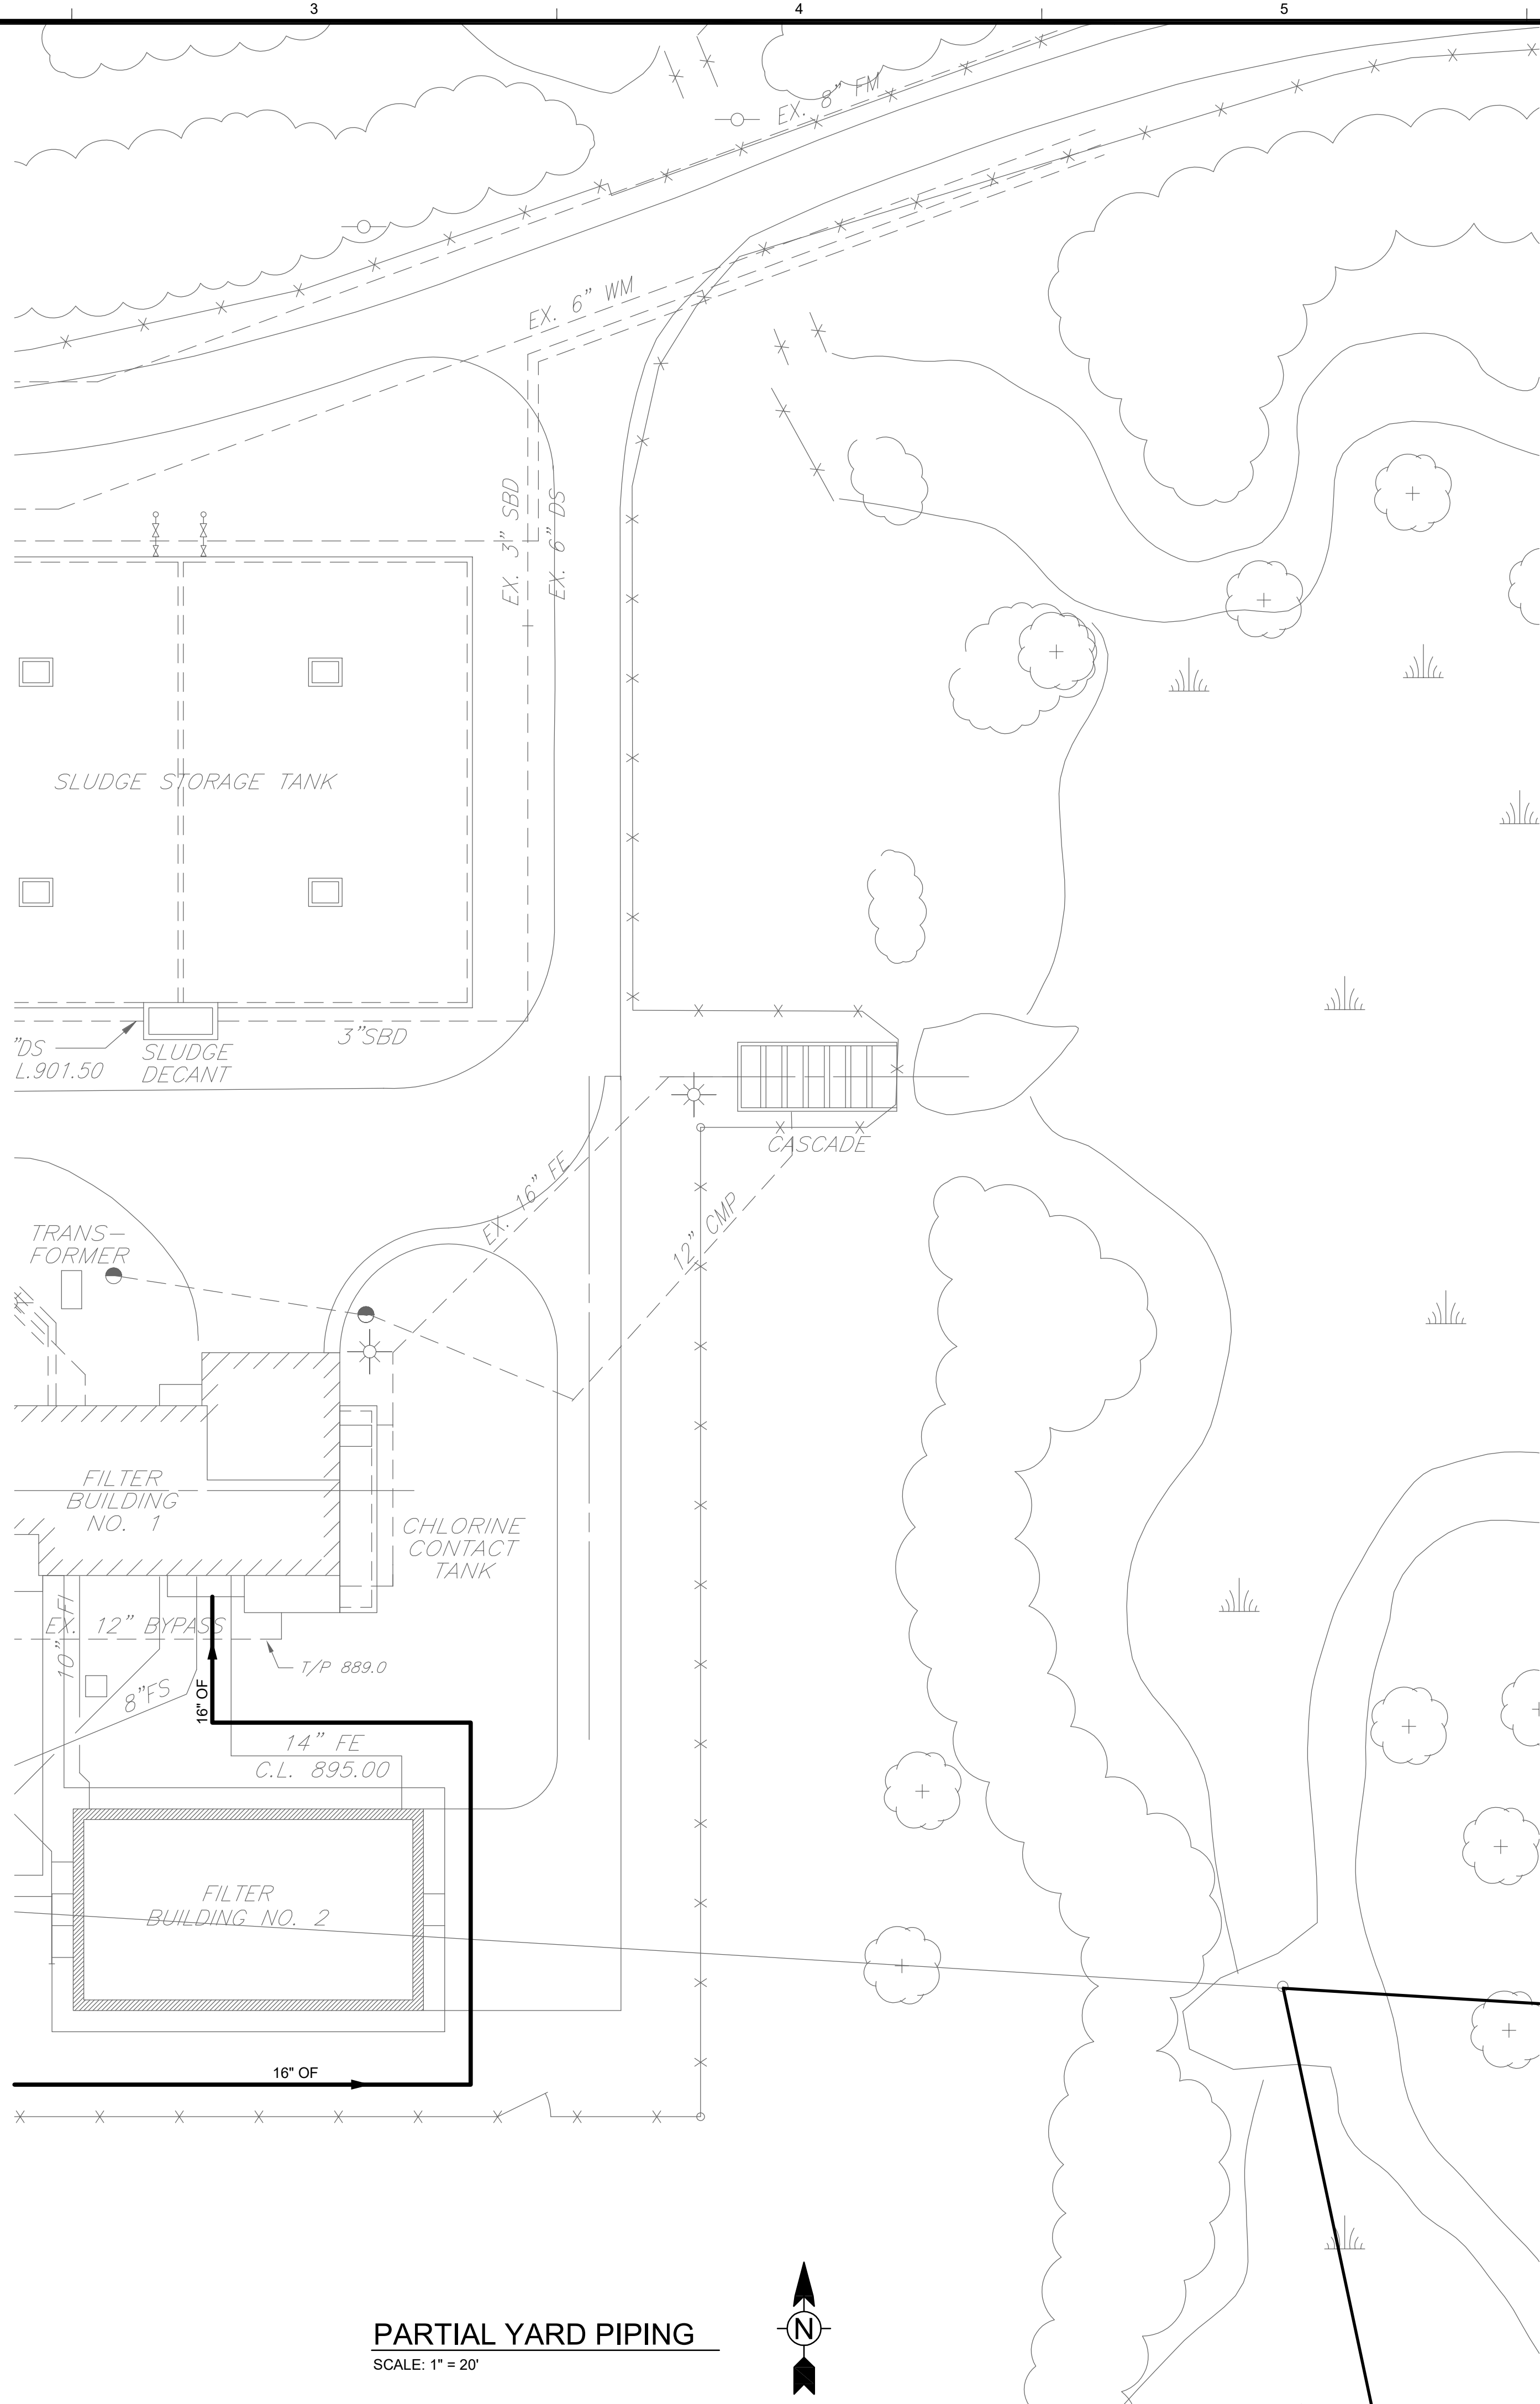 3
4
5
EX. 8" FM
EX. 6" WM
EX. 3" SBD
EX. 6" DS
SLUDGE STORAGE TANK
3"SBD
"DS
L.901.50
SLUDGE
DECANT
CASCADE
EX. 16" FE
12" CMP
TRANS-
FORMER
FILTER
BUILDING
NO. 1
CHLORINE
CONTACT
TANK
10" FI
EX. 12" BYPASS
T/P 889.0
8"FS
16" OF
14" FE
C.L. 895.00
FILTER
BUILDING NO. 2
16" OF
PARTIAL YARD PIPING
SCALE: 1" = 20'
N